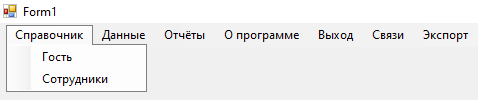 Form1
Справочник Данные Отчёты О программе Выход Связи Экспорт
Гость
Сотрудники